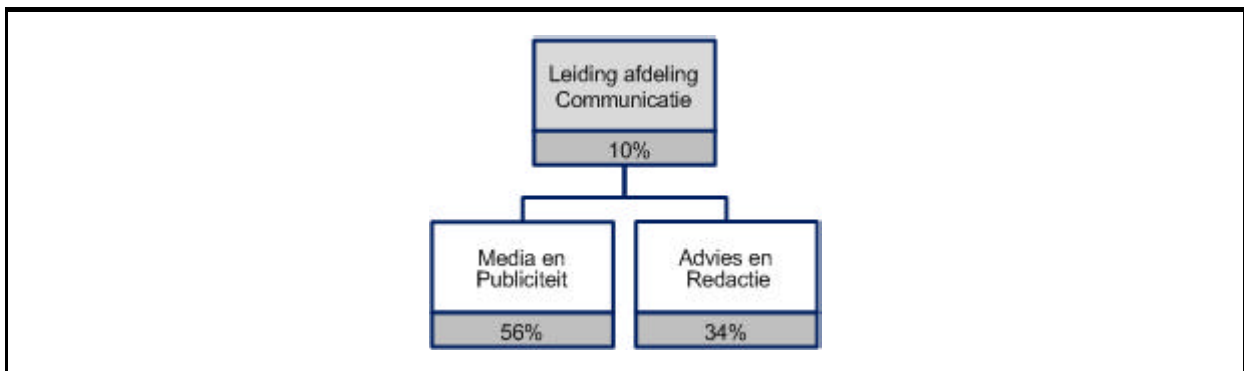 Leiding afdeling
Communicatie
10%
Media en
Publiciteit
56%
Advies en
Redactie
34%